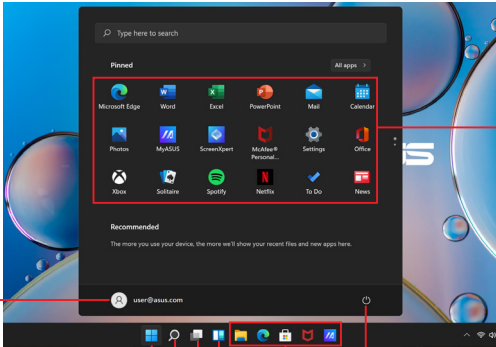 Type here to search
Pinned
All apps >
Microsoft Edge
Word
Excel
PowerPoint
Mail
Calendar
Photos
MyASUS
ScreenXpert
McAfee®
Personal...
Settings
Office
Xbox
Solitaire
Spotify
Netflix
To Do
News
Recommended
The more you use your device, the more we'll show your recent files and new apps here.
user@asus.com